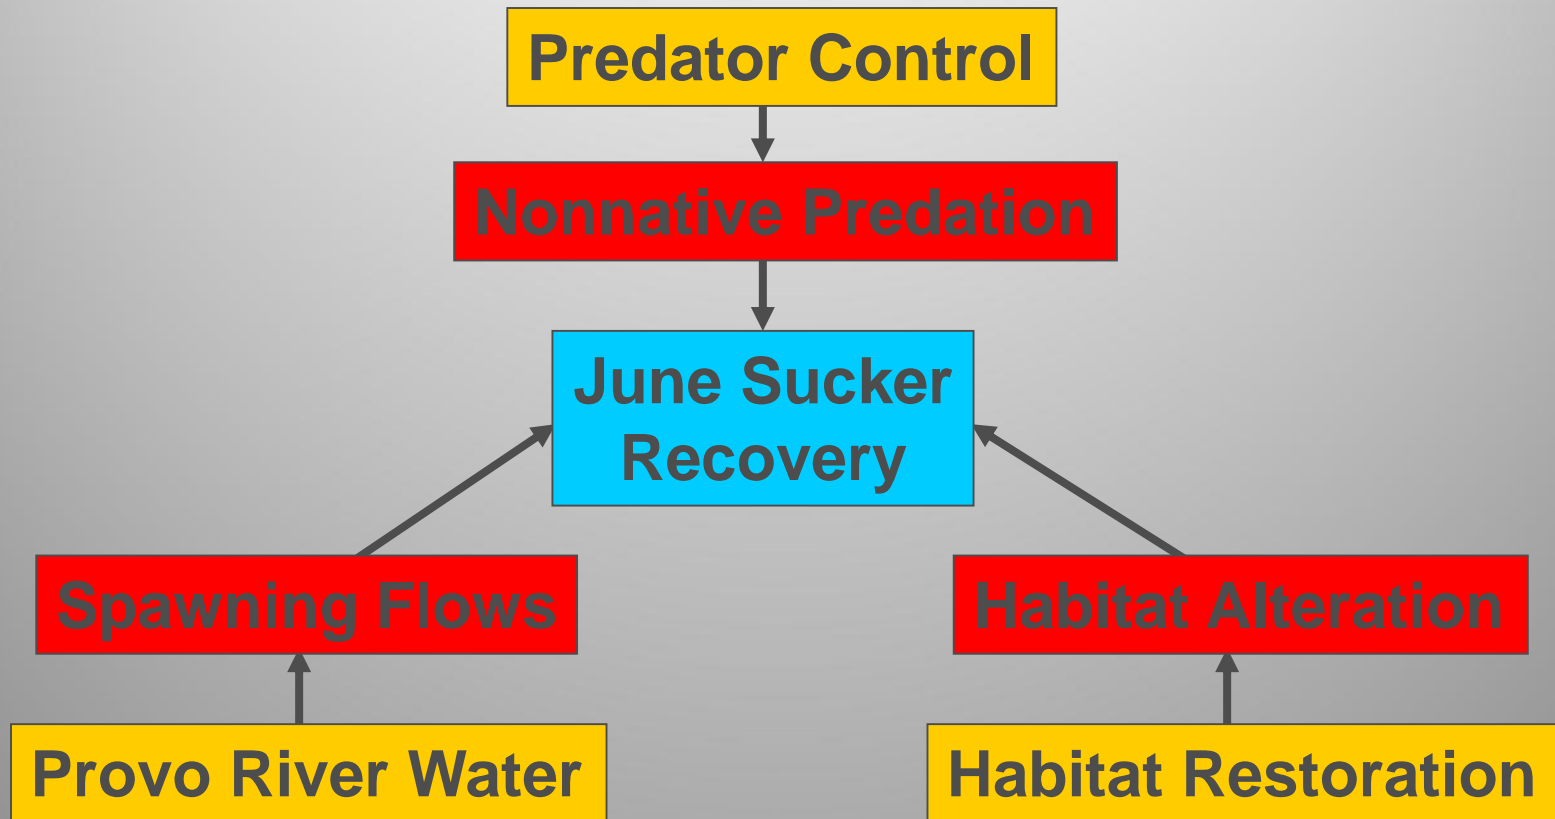 Predator Control
Nonnative Predation
June Sucker
Recovery
Spawning Flows
Habitat Alteration
Provo River Water
Habitat Restoration